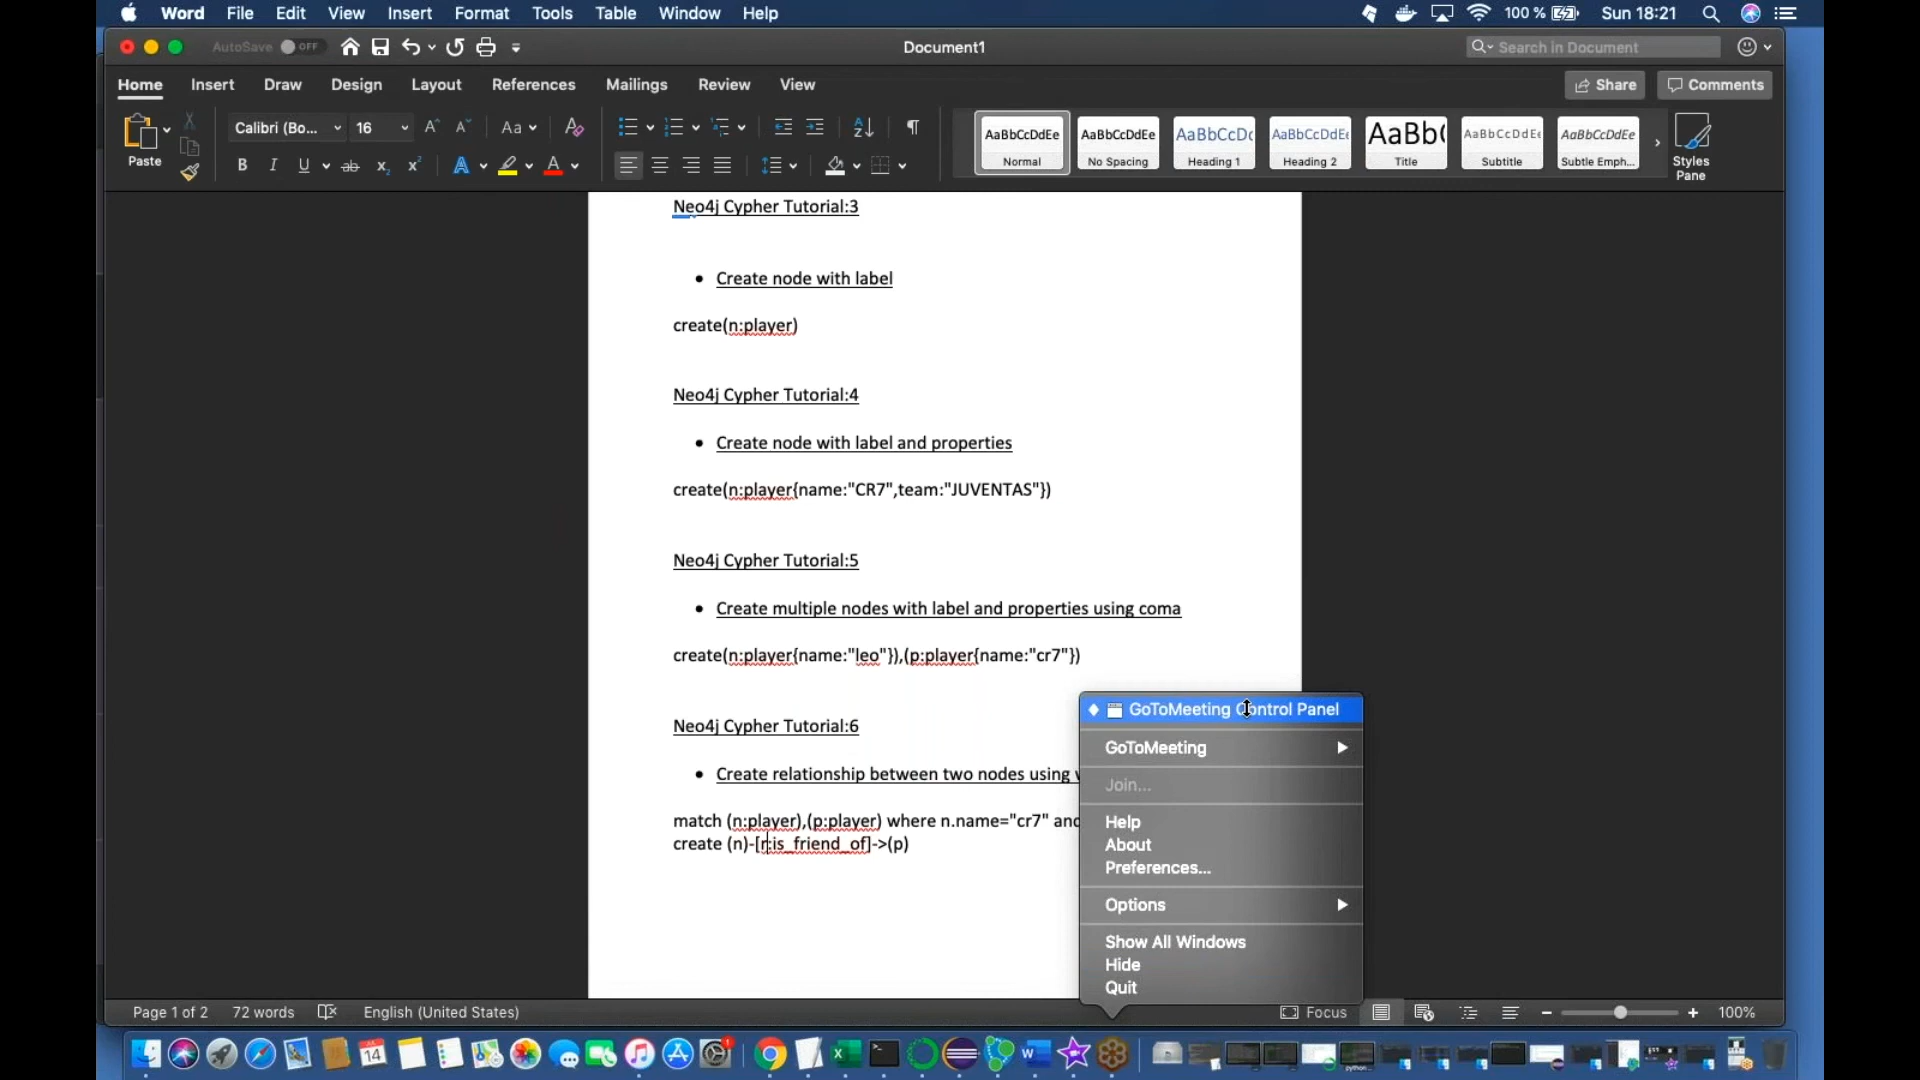 Word File Edit View Insert Format Tools Table Window Help 100 % Sun 18:21
AutoSave OFF Document1 Search in Document
Home Insert Draw Design Layout References Mailings Review View Share Comments
Paste Calibri (Bo... 16 Aa
AaBbCcDdEe AaBbCcDdEe AaBbCcDc AaBbCcDdEe AaBb( AaBbCcDdEe AaBbCcDdEe
Normal No Spacing Heading 1 Heading 2 Title Subtitle Subtle Emph... Styles Pane
Neo4j Cypher Tutorial:3
• Create node with label
create(n:player)
Neo4j Cypher Tutorial:4
• Create node with label and properties
create(n:player{name:"CR7",team:"JUVENTAS"})
Neo4j Cypher Tutorial:5
• Create multiple nodes with label and properties using coma
create(n:player{name:"leo"}),(p:player{name:"cr7"})
Neo4j Cypher Tutorial:6
• Create relationship between two nodes using
match (n:player),(p:player) where n.name="cr7" and
create (n)-[r:is_friend_of]->(p)
GoToMeeting Control Panel
GoToMeeting
Join...
Help
About
Preferences...
Options
Show All Windows
Hide
Quit
Page 1 of 2 72 words English (United States) Focus 100%
14